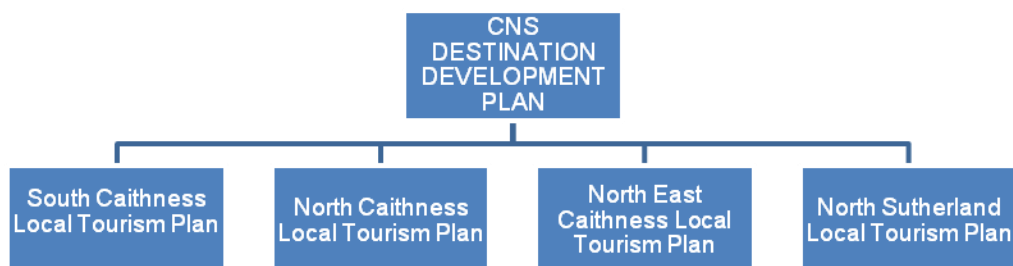 CNS
DESTINATION
DEVELOPMENT
PLAN
South Caithness
Local Tourism Plan
North Caithness
Local Tourism Plan
North East
Caithness Local
Tourism Plan
North Sutherland
Local Tourism Plan